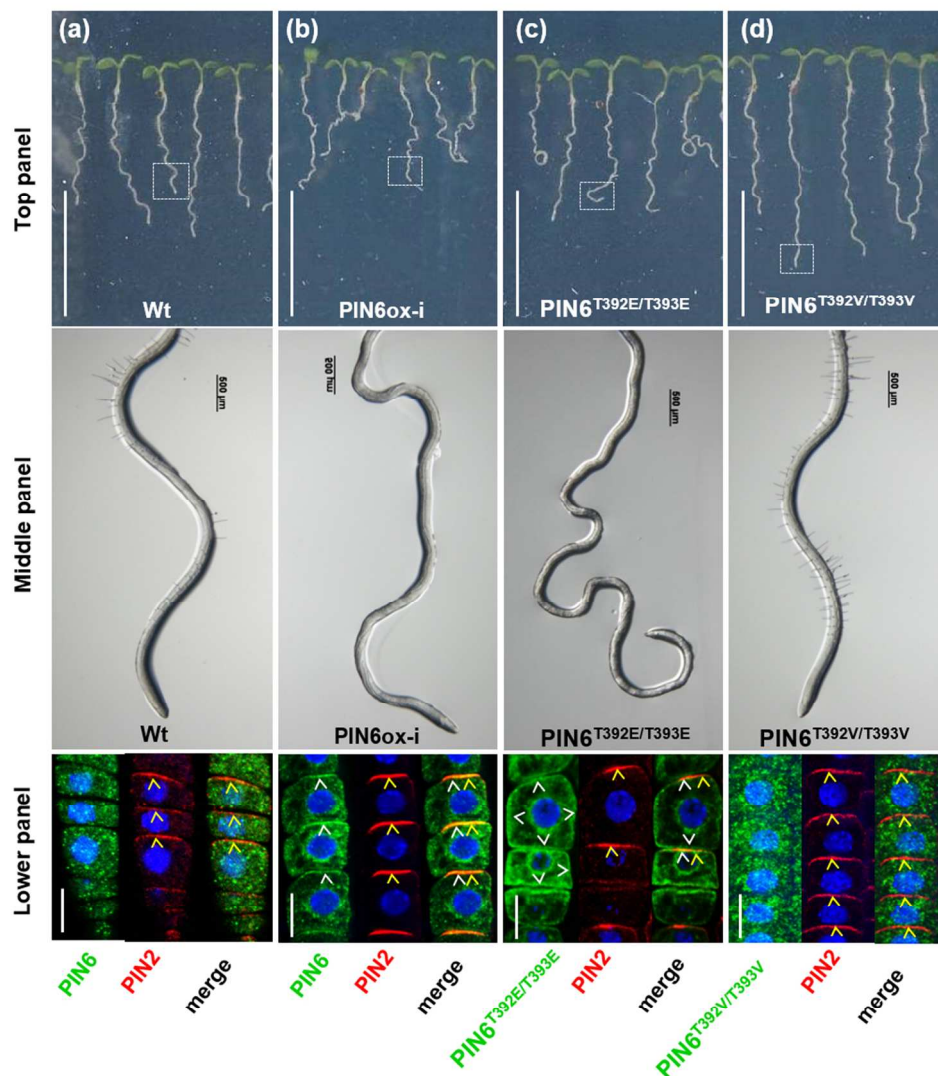 (a)
(b)
(c)
(d)
Top panel
Wt
PIN6ox-i
PIN6T392E/T393E
PIN6T392V/T393V
Middle panel
500 µm
500 µm
500 µm
500 µm
Wt
PIN6ox-i
PIN6T392E/T393E
PIN6T392V/T393V
Lower panel
PIN6
PIN2
merge
PIN6
PIN2
merge
PIN6T392E/T393E
PIN2
merge
PIN6T392V/T393V
PIN2
merge